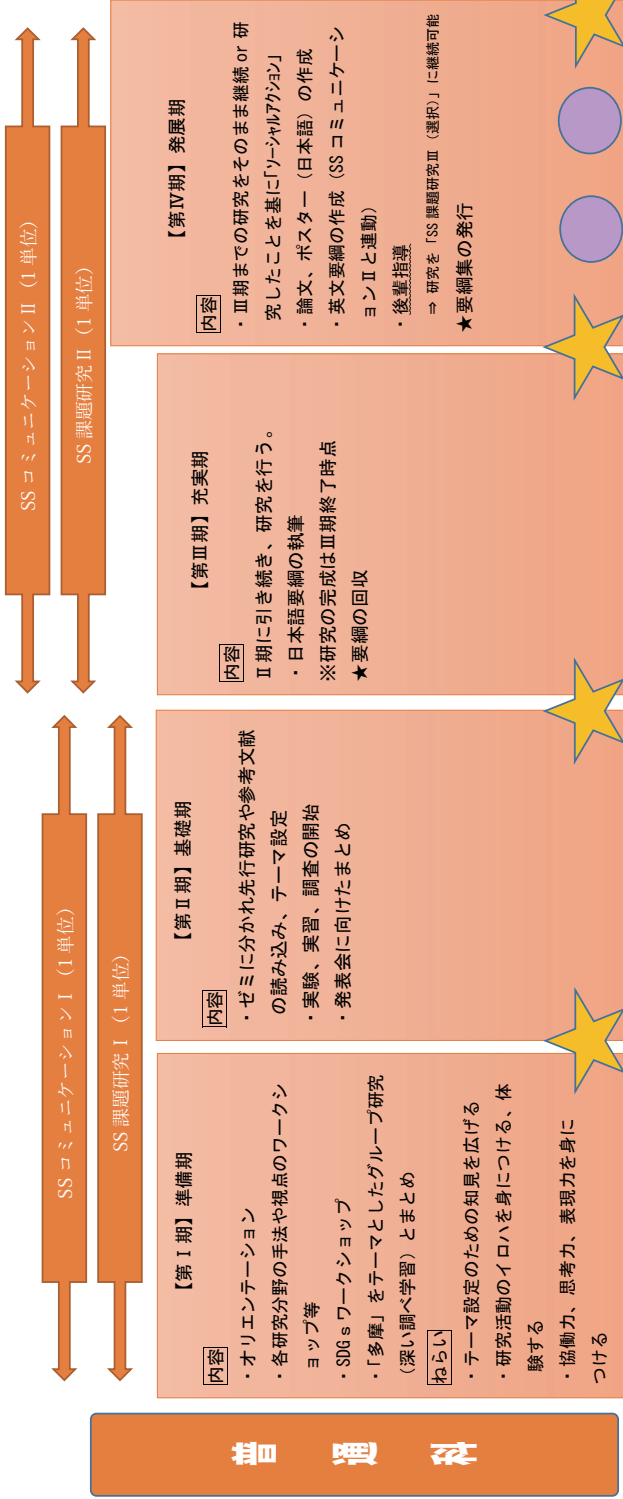 普通科
SS コミュニケーションⅠ（1 単位）
SS 課題研究Ⅰ（1 単位）
SS コミュニケーションⅡ（1 単位）
SS 課題研究Ⅱ（1 単位）
【第Ⅰ期】準備期
内容
・オリエンテーション
・各研究分野の手法や視点のワークシ
ョップ等
・SDGｓワークショップ
・「多摩」をテーマとしたグループ研究
（深い調べ学習）とまとめ
ねらい
・テーマ設定のための知見を広げる
・研究活動のイロハを身につける、体
験する
・協働力、思考力、表現力を身に
つける
【第Ⅱ期】基礎期
内容
・ゼミに分かれ先行研究や参考文献
の読み込み、テーマ設定
・実験、実習、調査の開始
・発表会に向けたまとめ
【第Ⅲ期】充実期
内容
Ⅱ期に引き続き、研究を行う。
・日本語要綱の執筆
※研究の完成はⅢ期終了時点
★要綱の回収
【第Ⅳ期】発展期
内容
・Ⅲ期までの研究をそのまま継続 or 研
究したことを基に「ソーシャルアクション」
・論文、ポスター（日本語）の作成
・英文要綱の作成（SS コミュニケーシ
ョンⅡと連動）
・後輩指導
⇒ 研究を「SS 課題研究Ⅲ（選択）」に継続可能
★要綱集の発行